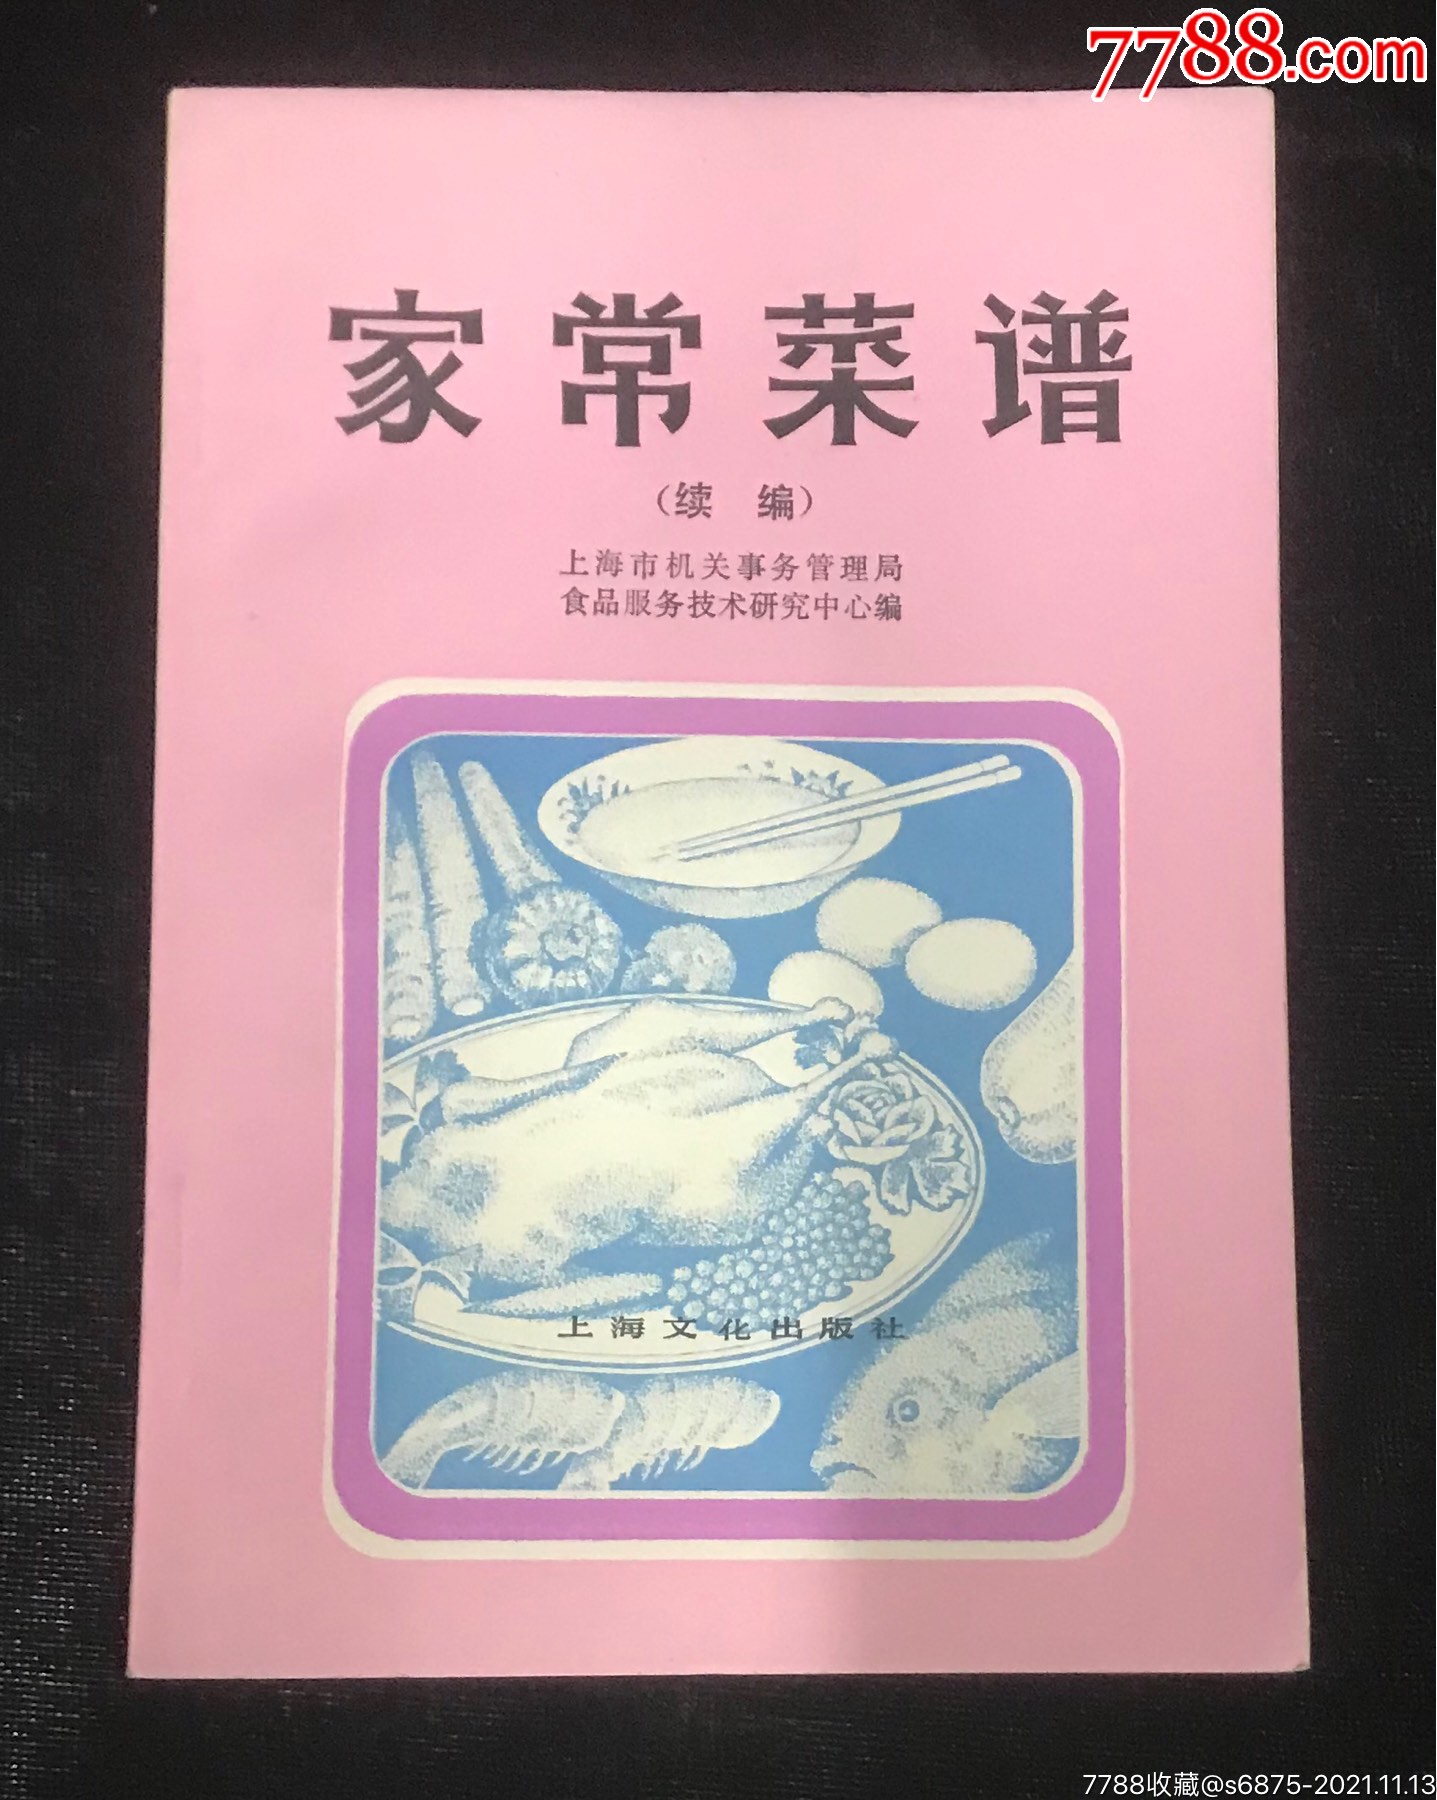 7788.com
家常菜谱
（续 编）
上海市机关事务管理局
食品服务技术研究中心编
上海文化出版社
7788收藏@s6875-2021.11.13